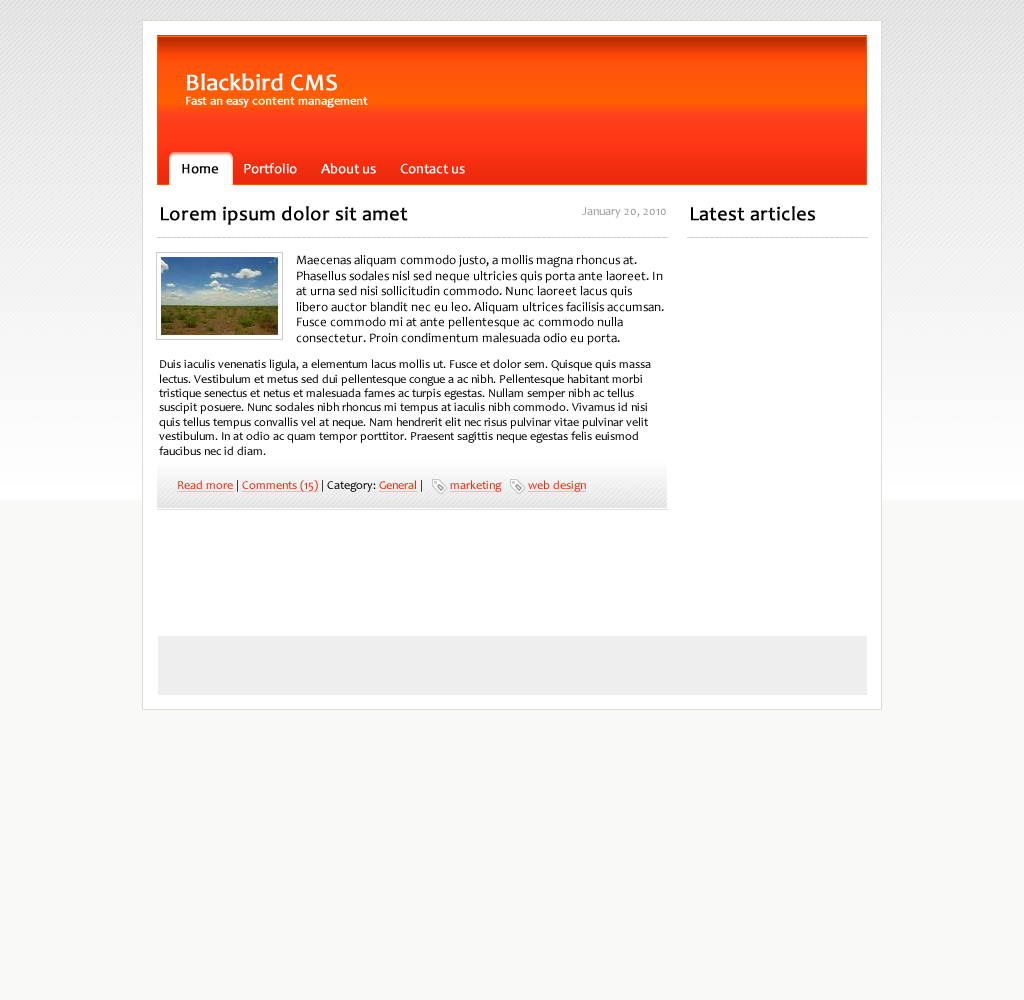 Blackbird CMS
Fast an easy content management
Home Portfolio About us Contact us
Lorem ipsum dolor sit amet
January 20, 2010
Latest articles
Maecenas aliquam commodo justo, a mollis magna rhoncus at.
Phasellus sodales nisl sed neque ultricies quis porta ante laoreet. In
at urna sed nisi sollicitudin commodo. Nunc laoreet lacus quis
libero auctor blandit nec eu leo. Aliquam ultrices facilisis accumsan.
Fusce commodo mi at ante pellentesque ac commodo nulla
consectetur. Proin condimentum malesuada odio eu porta.
Duis iaculis venenatis ligula, a elementum lacus mollis ut. Fusce et dolor sem. Quisque quis massa
lectus. Vestibulum et metus sed dui pellentesque congue a ac nibh. Pellentesque habitant morbi
tristique senectus et netus et malesuada fames ac turpis egestas. Nullam semper nibh ac tellus
suscipit posuere. Nunc sodales nibh rhoncus mi tempus at iaculis nibh commodo. Vivamus id nisi
quis tellus tempus convallis vel at neque. Nam hendrerit elit nec risus pulvinar vitae pulvinar velit
vestibulum. In at odio ac quam tempor porttitor. Praesent sagittis neque egestas felis euismod
faucibus nec id diam.
Read more | Comments (15) | Category: General | marketing web design